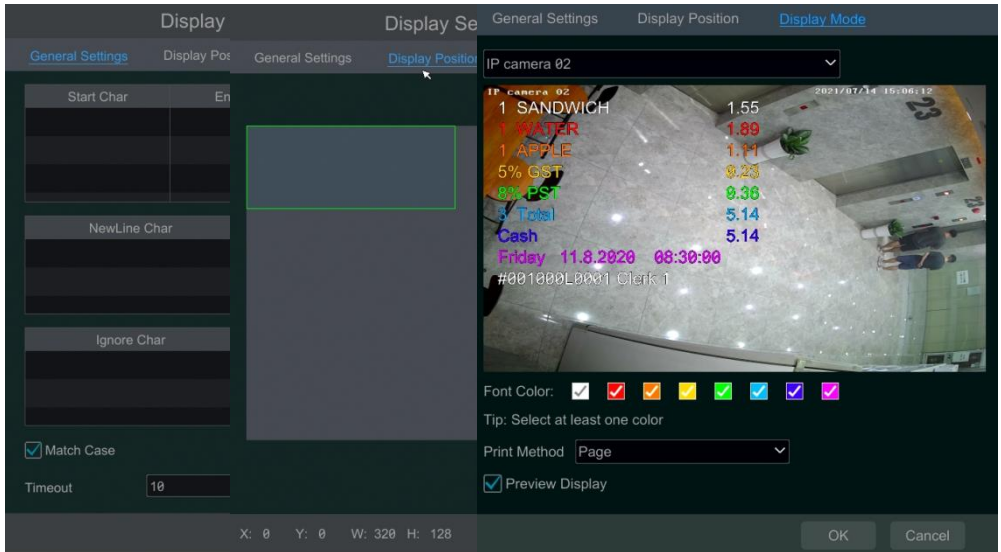 Display
General Settings Display Pos
Start Char En
NewLine Char
Ignore Char
Match Case
Timeout 10
Display Se
General Settings Display Position
X: 0 Y: 0 W: 320 H: 128
General Settings Display Position Display Mode
IP camera 02
IP camera 02 2021/07/14 15:06:12
1 SANDWICH 1.55
1 WATER 1.89
1 APPLE 1.11
5% GST 0.23
8% PST 0.36
3 Total 5.14
Cash 5.14
Friday 11.8.2020 08:30:00
#001000L0001 Clerk 1
23
Font Color:
Tip: Select at least one color
Print Method Page
Preview Display
OK Cancel